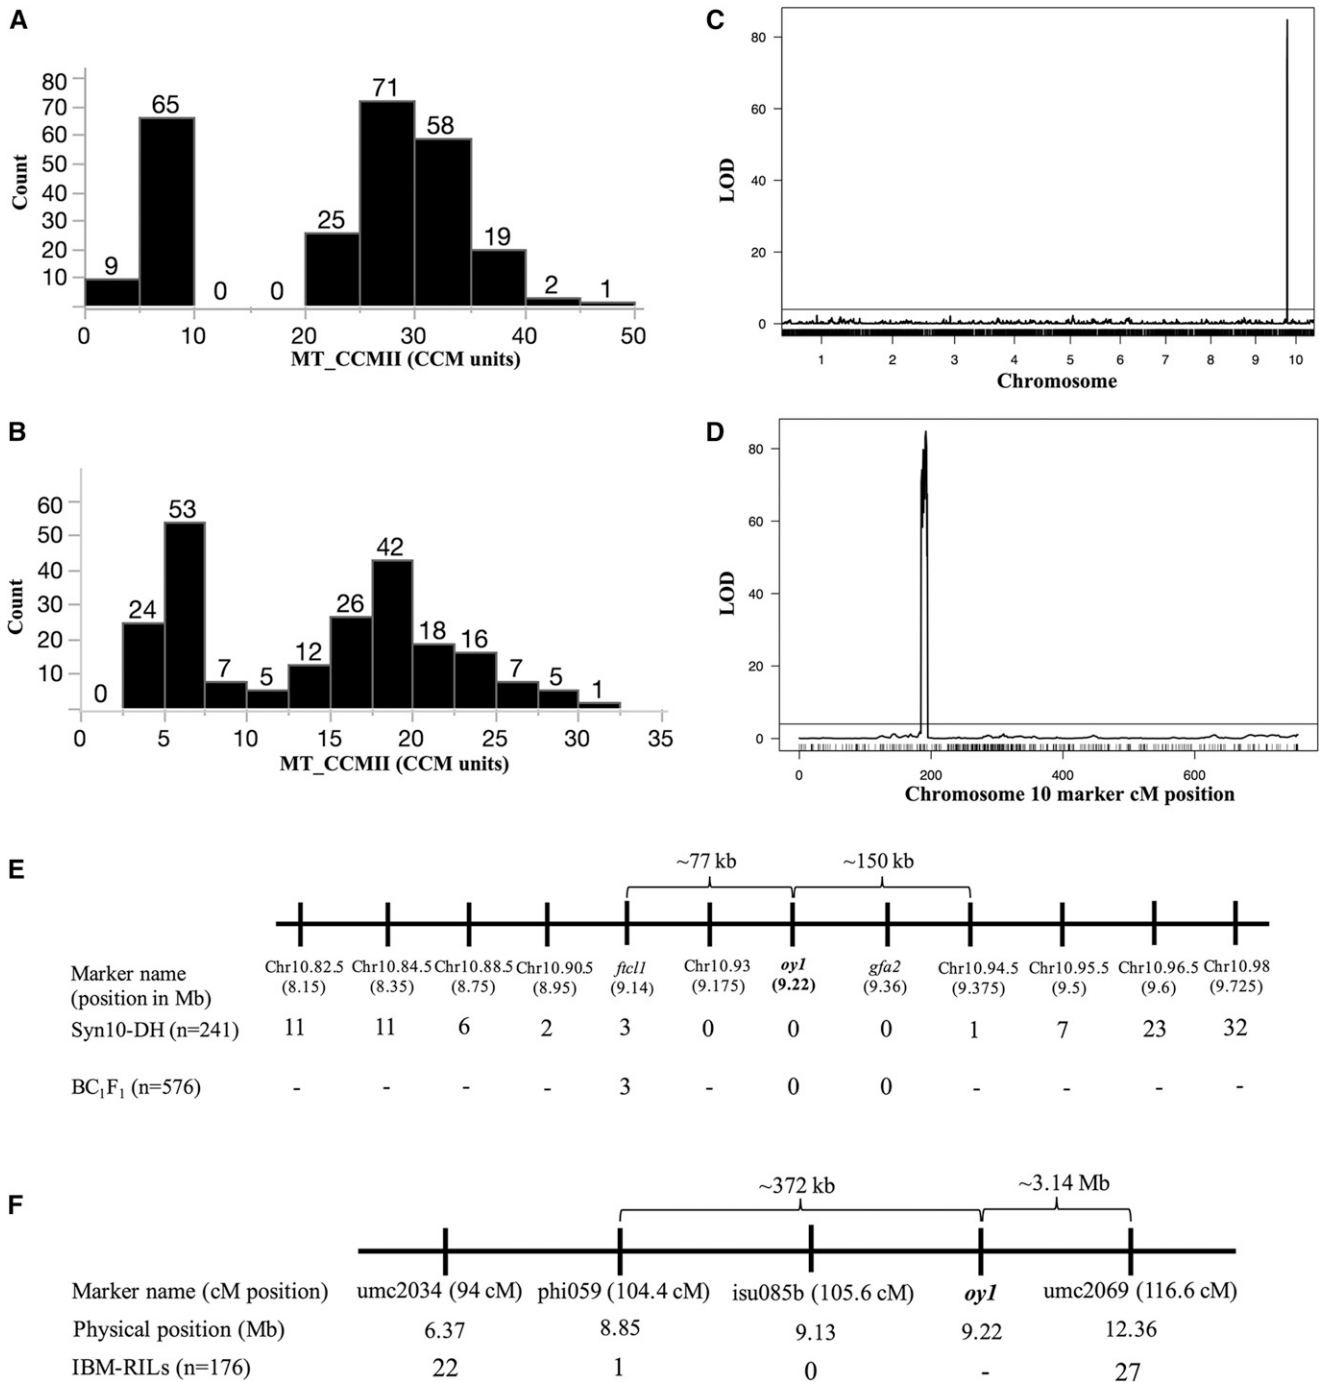 A
80
70
60
50
40
30
20
10
Count
9
65
0
0
25
71
58
19
2
1
0 10 20 30 40 50
MT_CCMII (CCM units)
B
60
50
40
30
20
10
Count
0
24
53
7
5
12
26
42
18
16
7
5
1
0 5 10 15 20 25 30 35
MT_CCMII (CCM units)
C
80
60
40
20
0
LOD
1 2 3 4 5 6 7 8 9 10
Chromosome
D
80
60
40
20
0
LOD
0 200 400 600
Chromosome 10 marker cM position
E
~77 kb ~150 kb
Marker name
(position in Mb)
Chr10.82.5 Chr10.84.5 Chr10.88.5 Chr10.90.5 ftcl1 Chr10.93 oy1 gfa2 Chr10.94.5 Chr10.95.5 Chr10.96.5 Chr10.98
(8.15) (8.35) (8.75) (8.95) (9.14) (9.175) (9.22) (9.36) (9.375) (9.5) (9.6) (9.725)
Syn10-DH (n=241) 11 11 6 2 3 0 0 0 1 7 23 32
BC₁F₁ (n=576) - - - - 3 - 0 0 - - - -
F
~372 kb ~3.14 Mb
Marker name (cM position) umc2034 (94 cM) phi059 (104.4 cM) isu085b (105.6 cM) oy1 umc2069 (116.6 cM)
Physical position (Mb) 6.37 8.85 9.13 9.22 12.36
IBM-RILs (n=176) 22 1 0 - 27